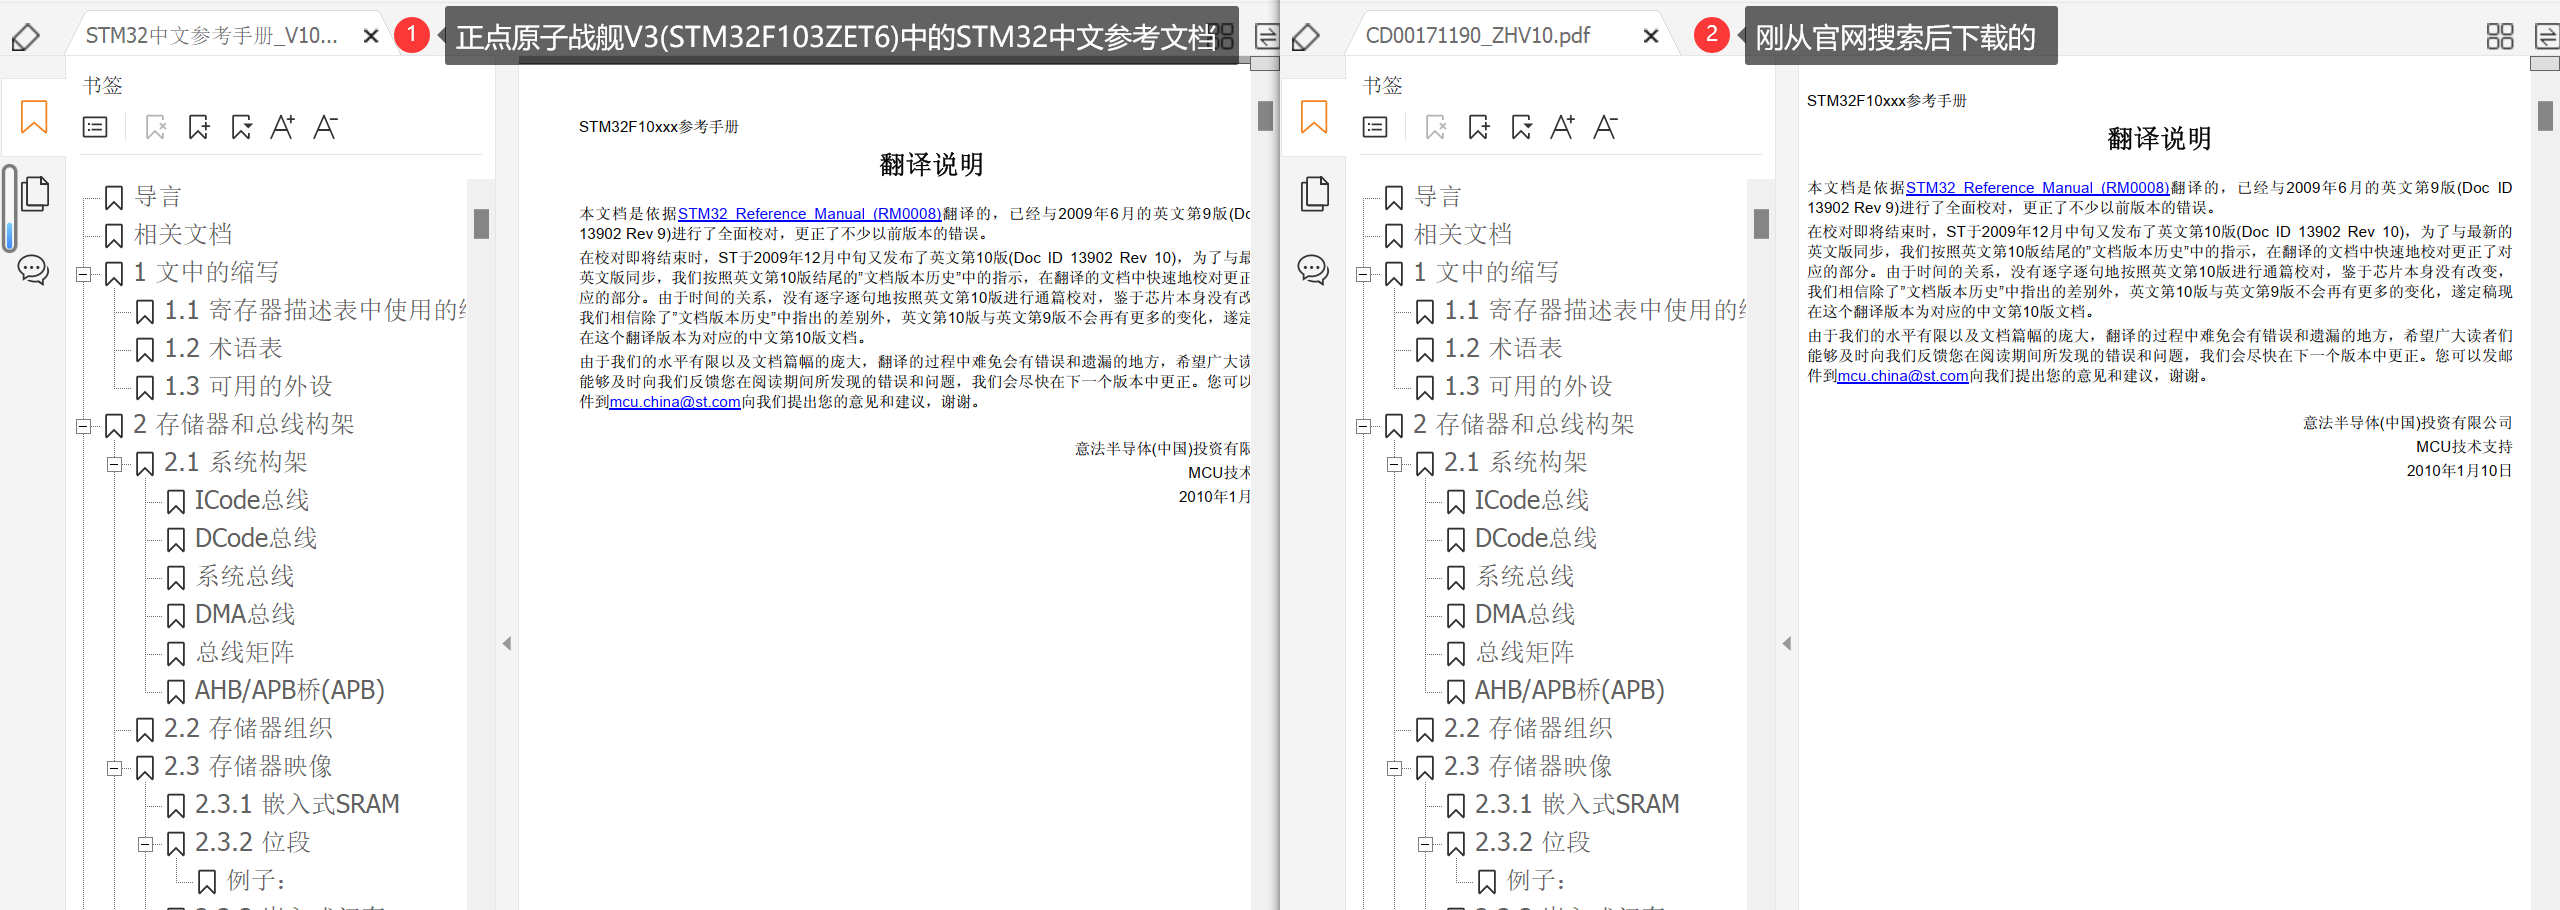 STM32中文参考手册_V10...
1
正点原子战舰V3(STM32F103ZET6)中的STM32中文参考文档
书签
导言
相关文档
1 文中的缩写
1.1 寄存器描述表中使用的
1.2 术语表
1.3 可用的外设
2 存储器和总线构架
2.1 系统构架
ICode总线
DCode总线
系统总线
DMA总线
总线矩阵
AHB/APB桥(APB)
2.2 存储器组织
2.3 存储器映像
2.3.1 嵌入式SRAM
2.3.2 位段
例子：
STM32F10xxx参考手册
翻译说明
本文档是依据STM32 Reference Manual (RM0008)翻译的，已经与2009年6月的英文第9版(Doc
13902 Rev 9)进行了全面校对，更正了不少以前版本的错误。
在校对即将结束时，ST于2009年12月中旬又发布了英文第10版(Doc ID 13902 Rev 10)，为了与最
英文版同步，我们按照英文第10版结尾的”文档版本历史”中的指示，在翻译的文档中快速地校对更正
应的部分。由于时间的关系，没有逐字逐句地按照英文第10版进行通篇校对，鉴于芯片本身没有改
我们相信除了”文档版本历史”中指出的差别外，英文第10版与英文第9版不会再有更多的变化，遂定
在这个翻译版本为对应的中文第10版文档。
由于我们的水平有限以及文档篇幅的庞大，翻译的过程中难免会有错误和遗漏的地方，希望广大读
能够及时向我们反馈您在阅读期间所发现的错误和问题，我们会尽快在下一个版本中更正。您可以
件到mcu.china@st.com向我们提出您的意见和建议，谢谢。
意法半导体(中国)投资有限
MCU技术
2010年1月
CD00171190_ZHV10.pdf
2
刚从官网搜索后下载的
书签
导言
相关文档
1 文中的缩写
1.1 寄存器描述表中使用的
1.2 术语表
1.3 可用的外设
2 存储器和总线构架
2.1 系统构架
ICode总线
DCode总线
系统总线
DMA总线
总线矩阵
AHB/APB桥(APB)
2.2 存储器组织
2.3 存储器映像
2.3.1 嵌入式SRAM
2.3.2 位段
例子：
STM32F10xxx参考手册
翻译说明
本文档是依据STM32 Reference Manual (RM0008)翻译的，已经与2009年6月的英文第9版(Doc ID
13902 Rev 9)进行了全面校对，更正了不少以前版本的错误。
在校对即将结束时，ST于2009年12月中旬又发布了英文第10版(Doc ID 13902 Rev 10)，为了与最新的
英文版同步，我们按照英文第10版结尾的”文档版本历史”中的指示，在翻译的文档中快速地校对更正了对
应的部分。由于时间的关系，没有逐字逐句地按照英文第10版进行通篇校对，鉴于芯片本身没有改变，
我们相信除了”文档版本历史”中指出的差别外，英文第10版与英文第9版不会再有更多的变化，遂定稿现
在这个翻译版本为对应的中文第10版文档。
由于我们的水平有限以及文档篇幅的庞大，翻译的过程中难免会有错误和遗漏的地方，希望广大读者们
能够及时向我们反馈您在阅读期间所发现的错误和问题，我们会尽快在下一个版本中更正。您可以发邮
件到mcu.china@st.com向我们提出您的意见和建议，谢谢。
意法半导体(中国)投资有限公司
MCU技术支持
2010年1月10日